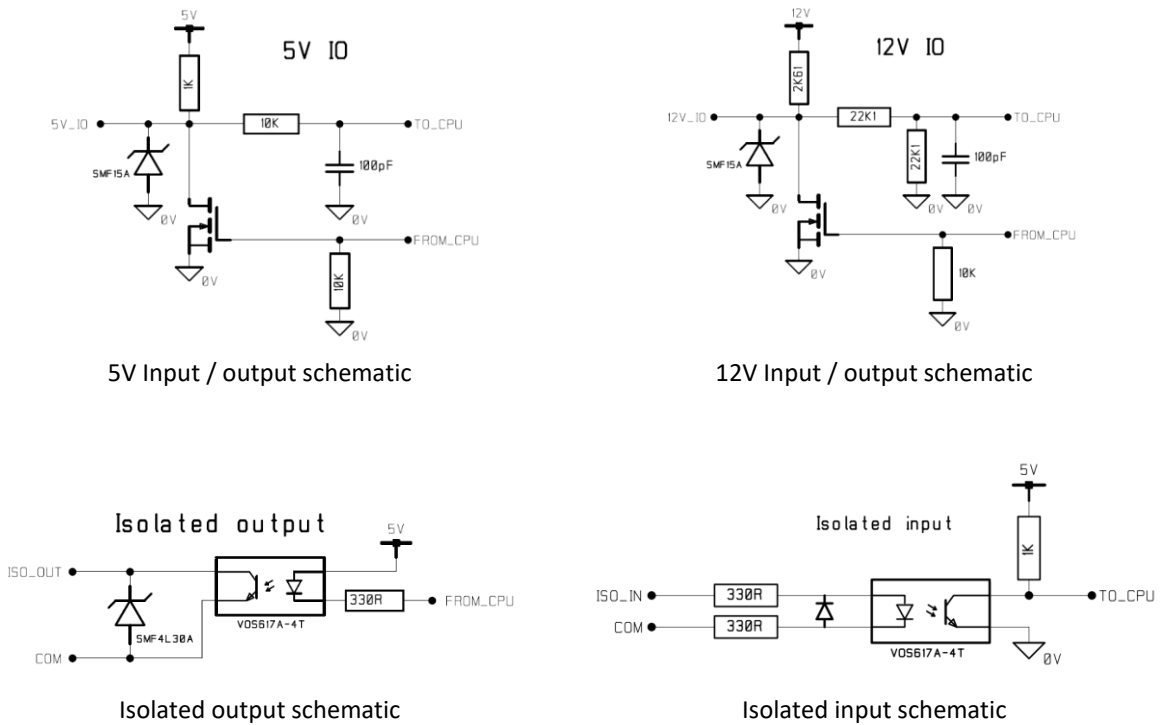 5V
5V IO
1K
5V_IO
10K
TO_CPU
SMF15A
100pF
0V
0V
FROM_CPU
0V
10K
0V
5V Input / output schematic
12V
12V IO
2K61
12V_IO
22K1
TO_CPU
SMF15A
22K1
100pF
0V
0V
FROM_CPU
0V
10K
0V
12V Input / output schematic
Isolated output
5V
ISO_OUT
330R
FROM_CPU
VOS617A-4T
SMF4L30A
COM
Isolated output schematic
5V
Isolated input
1K
ISO_IN
330R
TO_CPU
COM
330R
VOS617A-4T
0V
Isolated input schematic